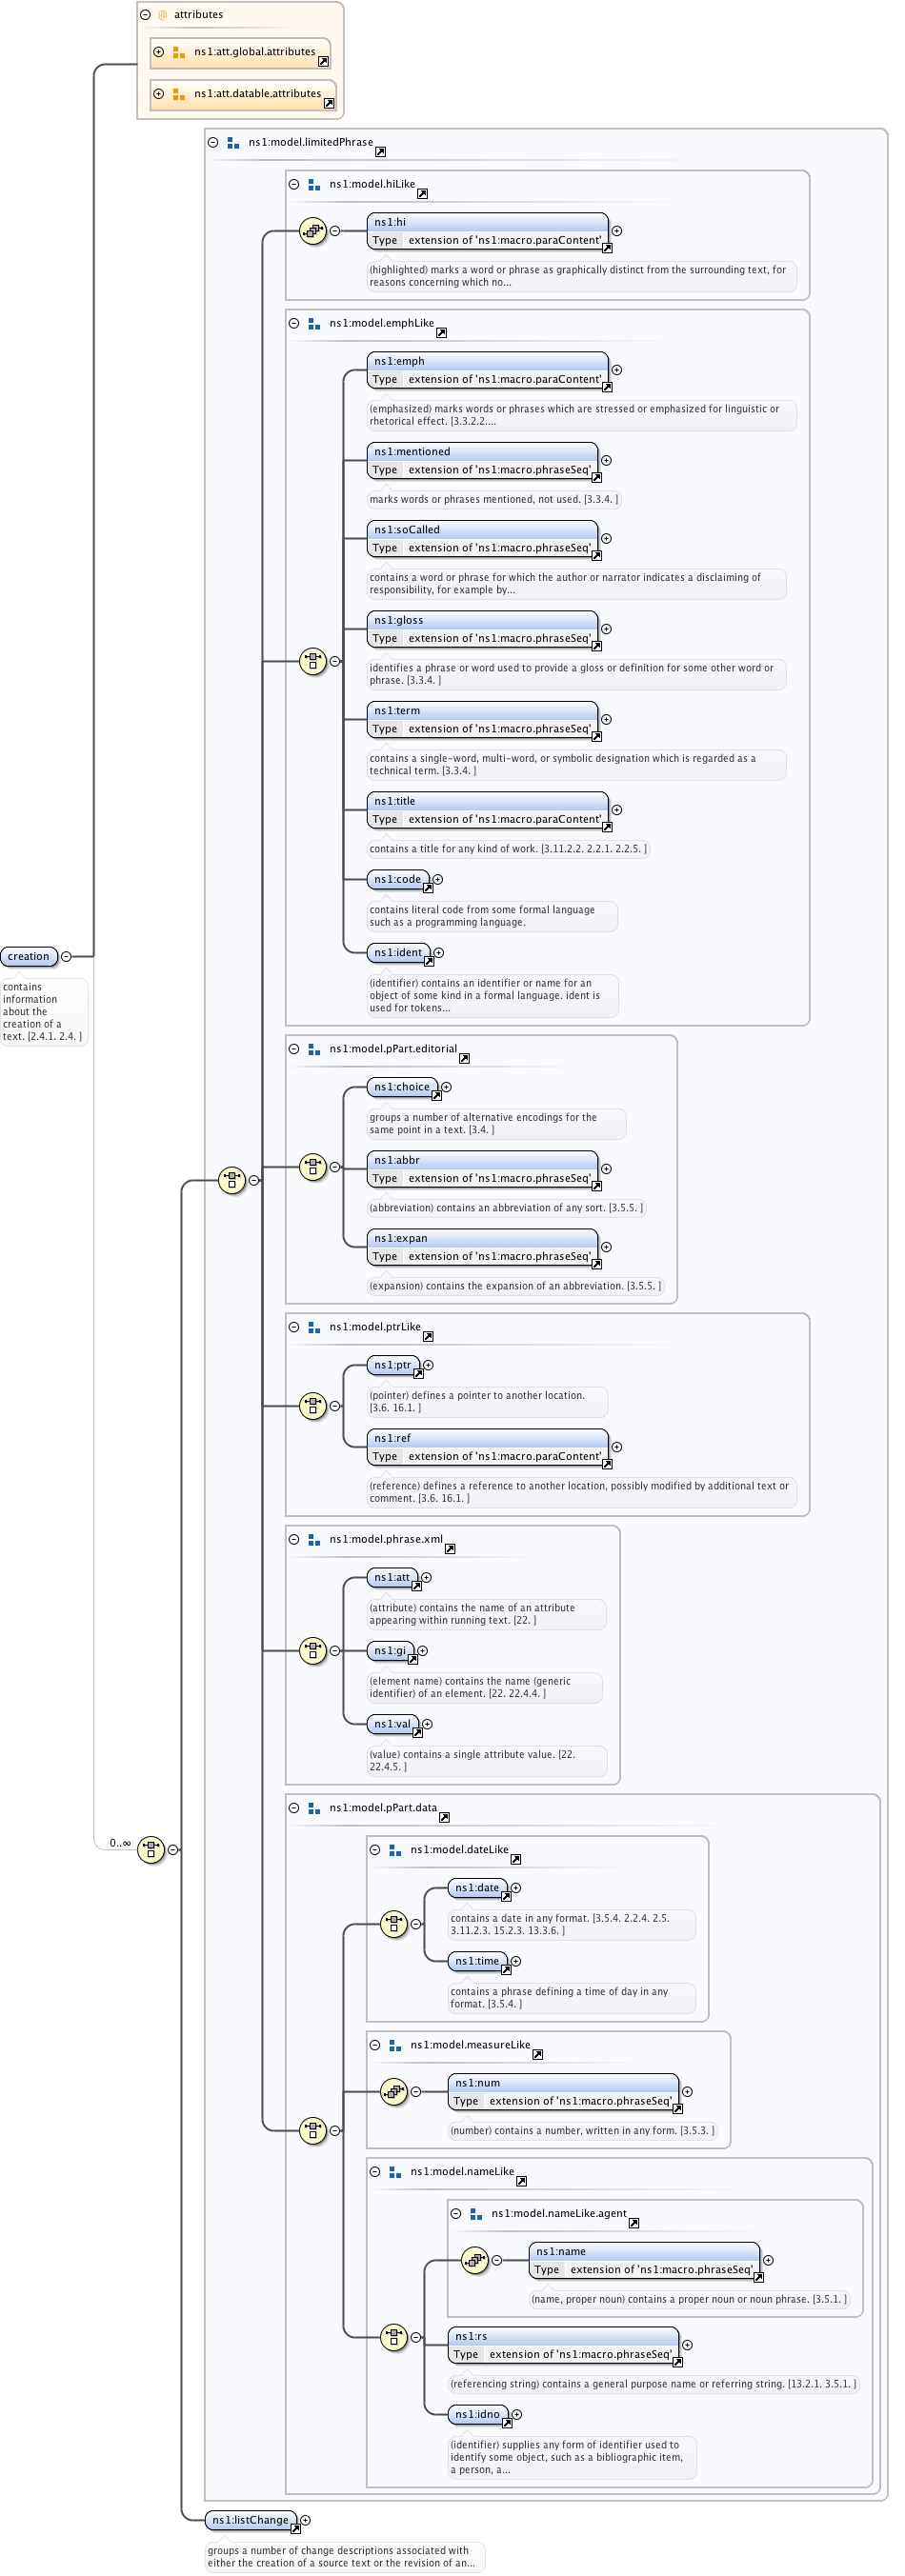 @ attributes
ns1:att.global.attributes
ns1:att.datable.attributes
ns1:model.limitedPhrase
ns1:model.hiLike
ns1:hi
Type extension of 'ns1:macro.paraContent'
(highlighted) marks a word or phrase as graphically distinct from the surrounding text, for
reasons concerning which no...
ns1:model.emphLike
ns1:emph
Type extension of 'ns1:macro.paraContent'
(emphasized) marks words or phrases which are stressed or emphasized for linguistic or
rhetorical effect. [3.3.2.2....
ns1:mentioned
Type extension of 'ns1:macro.phraseSeq'
marks words or phrases mentioned, not used. [3.3.4. ]
ns1:soCalled
Type extension of 'ns1:macro.phraseSeq'
contains a word or phrase for which the author or narrator indicates a disclaiming of
responsibility, for example by...
ns1:gloss
Type extension of 'ns1:macro.phraseSeq'
identifies a phrase or word used to provide a gloss or definition for some other word or
phrase. [3.3.4. ]
ns1:term
Type extension of 'ns1:macro.phraseSeq'
contains a single-word, multi-word, or symbolic designation which is regarded as a
technical term. [3.3.4. ]
ns1:title
Type extension of 'ns1:macro.paraContent'
contains a title for any kind of work. [3.11.2.2. 2.2.1. 2.2.5. ]
ns1:code
contains literal code from some formal language
such as a programming language.
ns1:ident
(identifier) contains an identifier or name for an
object of some kind in a formal language. ident is
used for tokens...
creation
contains
information
about the
creation of a
text. [2.4.1. 2.4. ]
ns1:model.pPart.editorial
ns1:choice
groups a number of alternative encodings for the
same point in a text. [3.4. ]
ns1:abbr
Type extension of 'ns1:macro.phraseSeq'
(abbreviation) contains an abbreviation of any sort. [3.5.5. ]
ns1:expan
Type extension of 'ns1:macro.phraseSeq'
(expansion) contains the expansion of an abbreviation. [3.5.5. ]
ns1:model.ptrLike
ns1:ptr
(pointer) defines a pointer to another location.
[3.6. 16.1. ]
ns1:ref
Type extension of 'ns1:macro.paraContent'
(reference) defines a reference to another location, possibly modified by additional text or
comment. [3.6. 16.1. ]
ns1:model.phrase.xml
ns1:att
(attribute) contains the name of an attribute
appearing within running text. [22. ]
ns1:gi
(element name) contains the name (generic
identifier) of an element. [22. 22.4.4. ]
ns1:val
(value) contains a single attribute value. [22.
22.4.5. ]
ns1:model.pPart.data
0..∞
ns1:model.dateLike
ns1:date
contains a date in any format. [3.5.4. 2.2.4. 2.5.
3.11.2.3. 15.2.3. 13.3.6. ]
ns1:time
contains a phrase defining a time of day in any
format. [3.5.4. ]
ns1:model.measureLike
ns1:num
Type extension of 'ns1:macro.phraseSeq'
(number) contains a number, written in any form. [3.5.3. ]
ns1:model.nameLike
ns1:model.nameLike.agent
ns1:name
Type extension of 'ns1:macro.phraseSeq'
(name, proper noun) contains a proper noun or noun phrase. [3.5.1. ]
ns1:rs
Type extension of 'ns1:macro.phraseSeq'
(referencing string) contains a general purpose name or referring string. [13.2.1. 3.5.1. ]
ns1:idno
(identifier) supplies any form of identifier used to
identify some object, such as a bibliographic item,
a person, a...
ns1:listChange
groups a number of change descriptions associated with
either the creation of a source text or the revision of an...